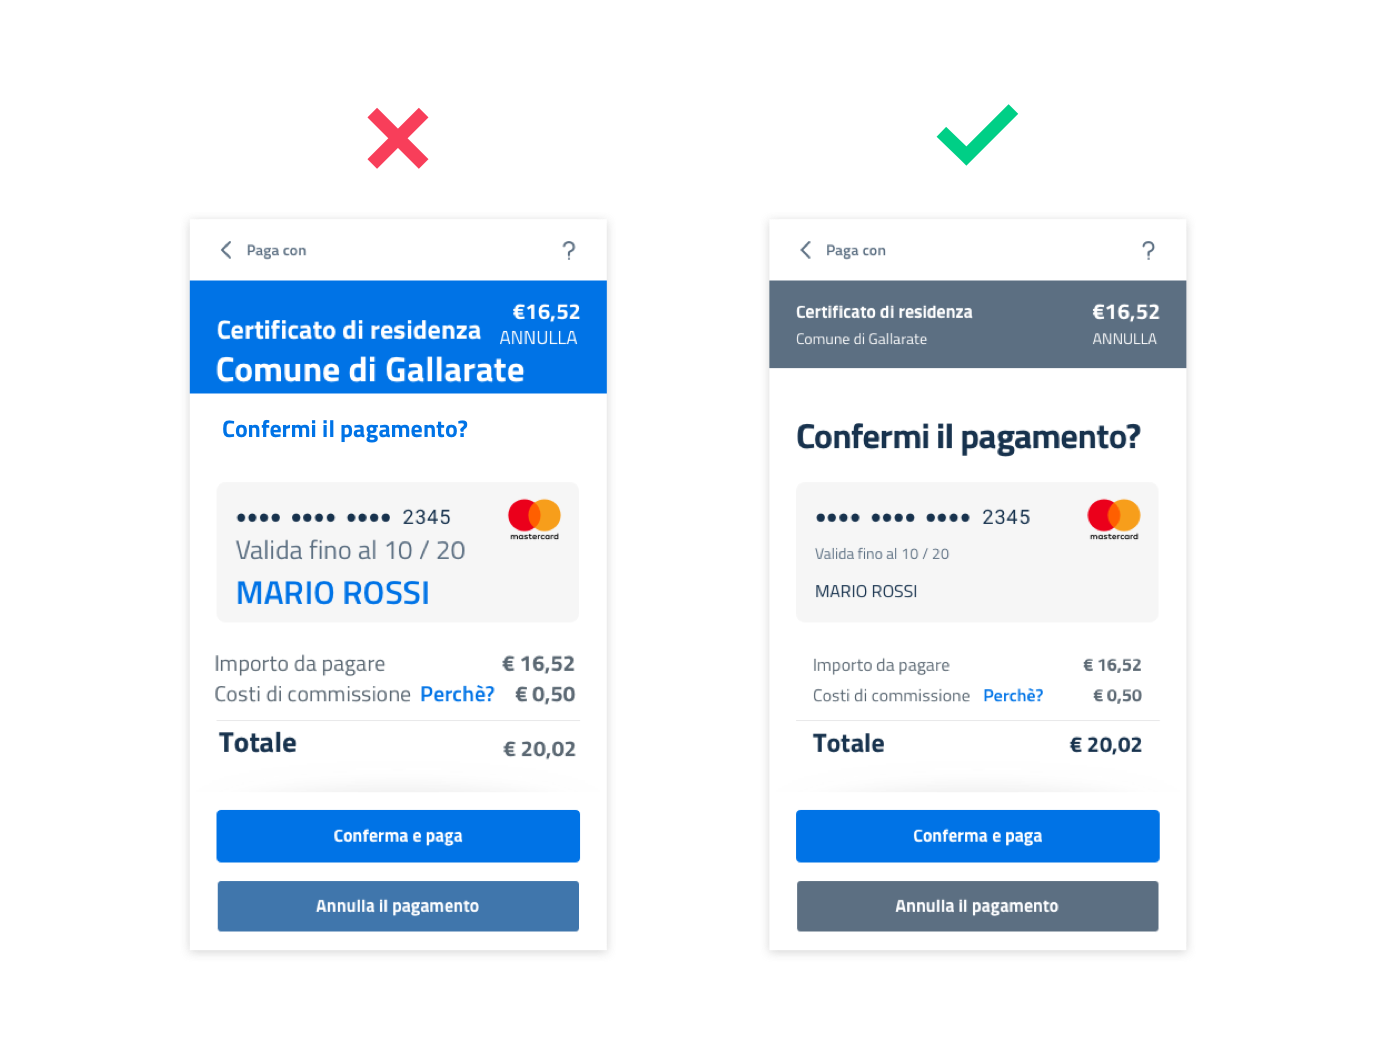 Paga con
?
Certificato di residenza
€16,52
ANNULLA
Comune di Gallarate
Confermi il pagamento?
•••• •••• •••• 2345
mastercard
Valida fino al 10 / 20
MARIO ROSSI
Importo da pagare € 16,52
Costi di commissione Perchè? € 0,50
Totale € 20,02
Conferma e paga
Annulla il pagamento
Paga con
?
Certificato di residenza €16,52
Comune di Gallarate ANNULLA
Confermi il pagamento?
•••• •••• •••• 2345
mastercard
Valida fino al 10 / 20
MARIO ROSSI
Importo da pagare € 16,52
Costi di commissione Perchè? € 0,50
Totale € 20,02
Conferma e paga
Annulla il pagamento